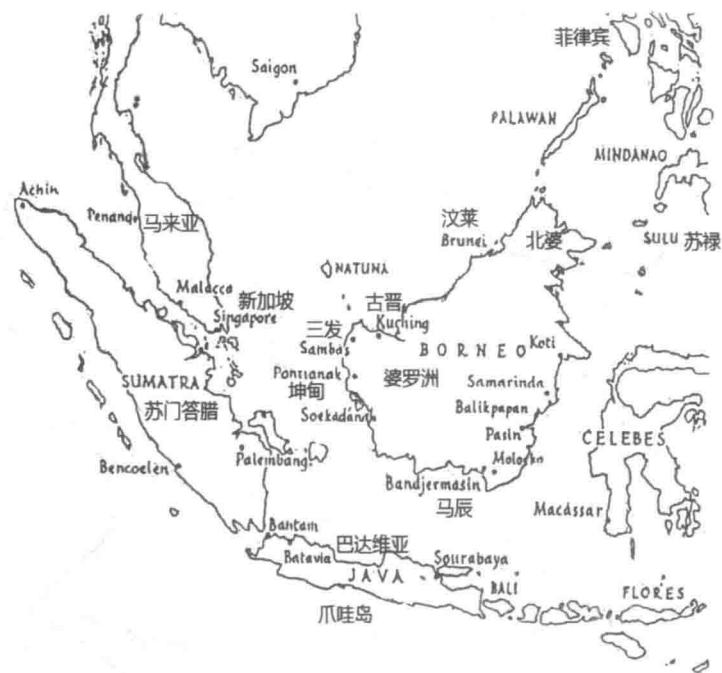 菲律宾
Saigon
PALAWAN
MINDANAO
Achin
Penang
马来亚
汶莱
Brunei
北婆
SULU 苏禄
NATUNA
Malacca
新加坡
Singapore
古晋
Kuching
三发
Sambas
BORNEO
Koti
Pontianak
坤甸
婆罗洲
Samarinda
SUMATRA
苏门答腊
Soekadana
Balikpapan
Pasin
CELEBES
Bencoelen
Palembang
Molocko
Bandjermasin
马辰
Macassar
Bantam
巴达维亚
Batavia
Sourabaya
JAVA
BALI
FLORES
爪哇岛